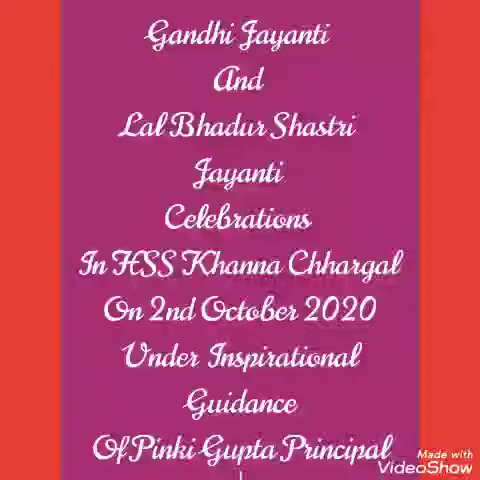 Gandhi Jayanti
And
Lal Bhadur Shastri
Jayanti
Celebrations
In HSS Khanna Chhargal
On 2nd October 2020
Under Inspirational
Guidance
Of Pinki Gupta Principal
Made with
VideoShow